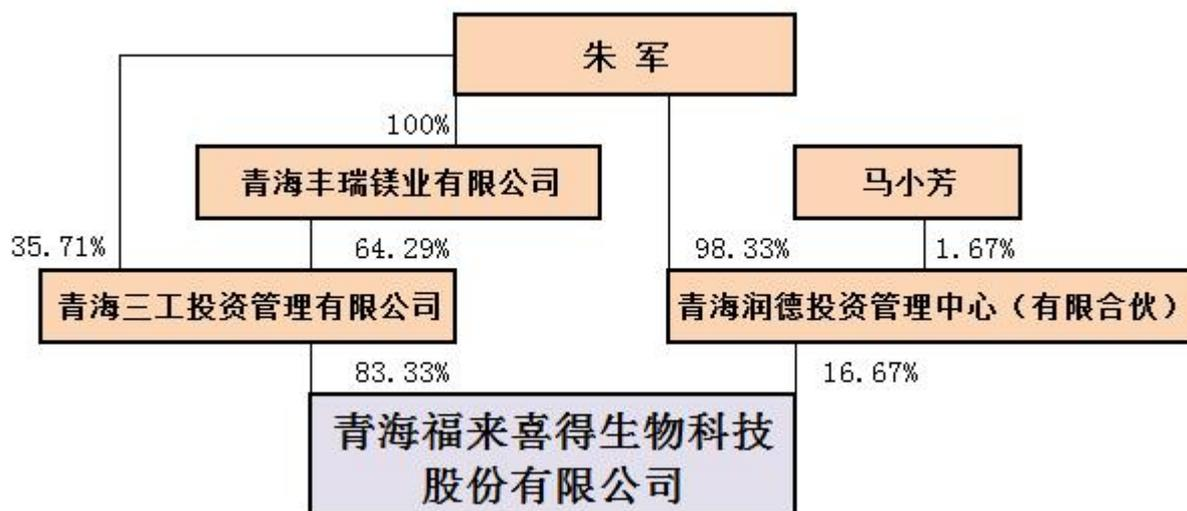 朱 军
100%
青海丰瑞镁业有限公司
马小芳
35.71%
64.29%
98.33%
1.67%
青海三工投资管理有限公司
青海润德投资管理中心（有限合伙）
83.33%
16.67%
青海福来喜得生物科技
股份有限公司